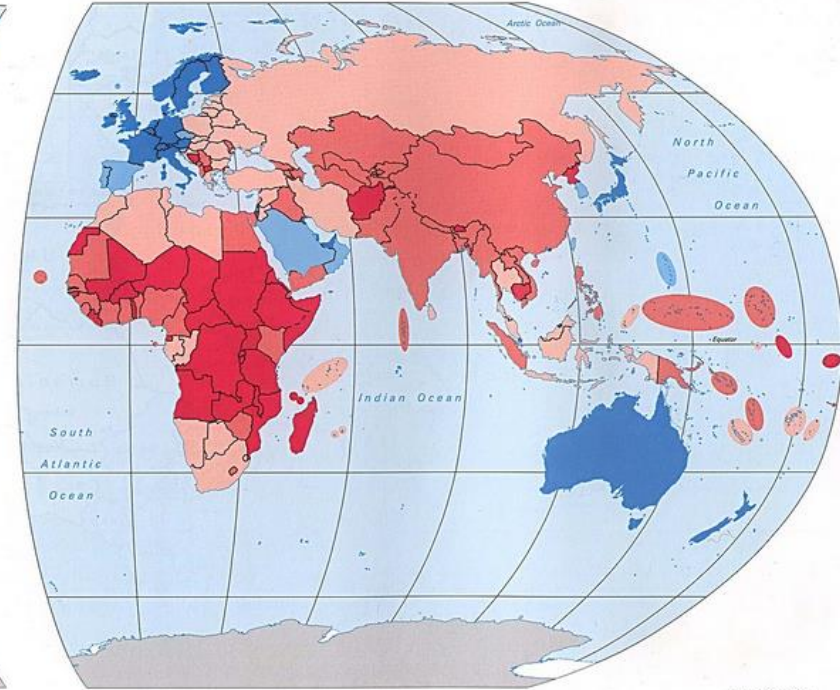 Arctic Ocean
North
Pacific
Ocean
Equator
Indian Ocean
South
Atlantic
Ocean